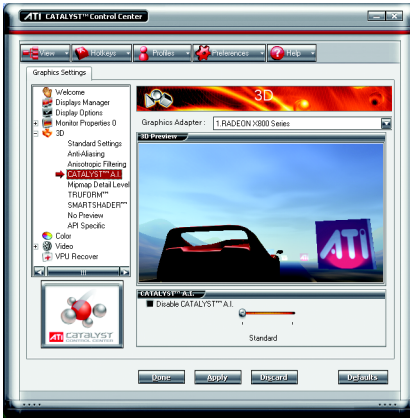 ATI CATALYST™ Control Center
View Hotkeys Profiles Preferences Help
Graphics Settings
Welcome
Displays Manager
Display Options
Monitor Properties 0
3D
Standard Settings
Anti-Aliasing
Anisotropic Filtering
CATALYST™ A.I.
Mipmap Detail Level
TRUFORM™
SMARTSHADER™
No Preview
API Specific
Color
Video
VPU Recover
ATI CATALYST
CONTROL CENTER
3D
Graphics Adapter :
1.RADEON X800 Series
3D Preview
ATI
CATALYST™ A.I.
Disable CATALYST™ A.I.
Standard
Done Apply Discard Defaults